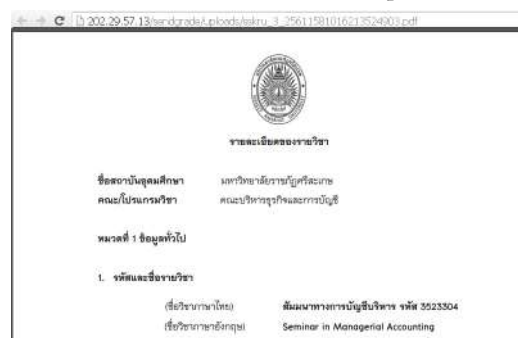 202.29.57.13/sendgrade/uploads/sskru_3_25611581016213524903.pdf
รายละเอียดของรายวิชา
ชื่อสถาบันอุดมศึกษา มหาวิทยาลัยราชภัฏศรีสะเกษ
คณะ/โปรแกรมวิชา คณะบริหารธุรกิจและการบัญชี
หมวดที่ 1 ข้อมูลทั่วไป
1. รหัสและชื่อรายวิชา
(ชื่อวิชาภาษาไทย) สัมมนาทางการบัญชีบริหาร รหัส 3523304
(ชื่อวิชาภาษาอังกฤษ) Seminar in Managerial Accounting